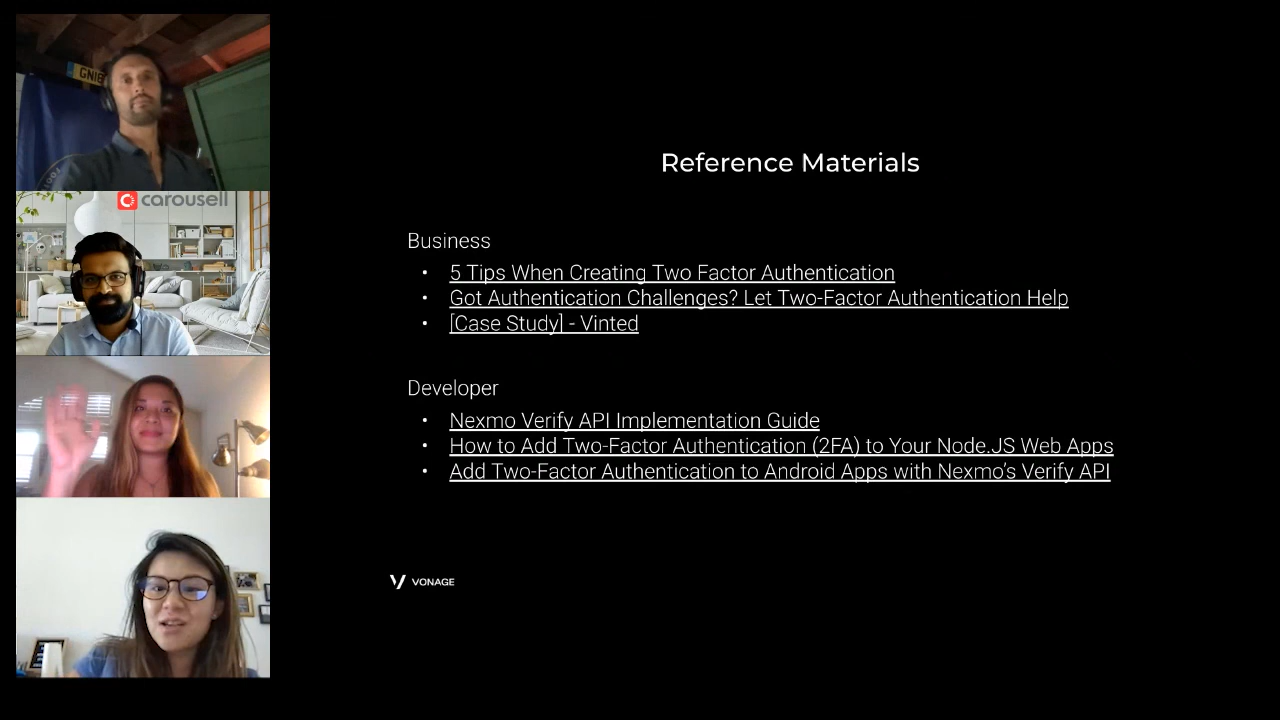 GNIB
carousell
Reference Materials
Business
• 5 Tips When Creating Two Factor Authentication
• Got Authentication Challenges? Let Two-Factor Authentication Help
• [Case Study] - Vinted
Developer
• Nexmo Verify API Implementation Guide
• How to Add Two-Factor Authentication (2FA) to Your Node.JS Web Apps
• Add Two-Factor Authentication to Android Apps with Nexmo’s Verify API
VONAGE